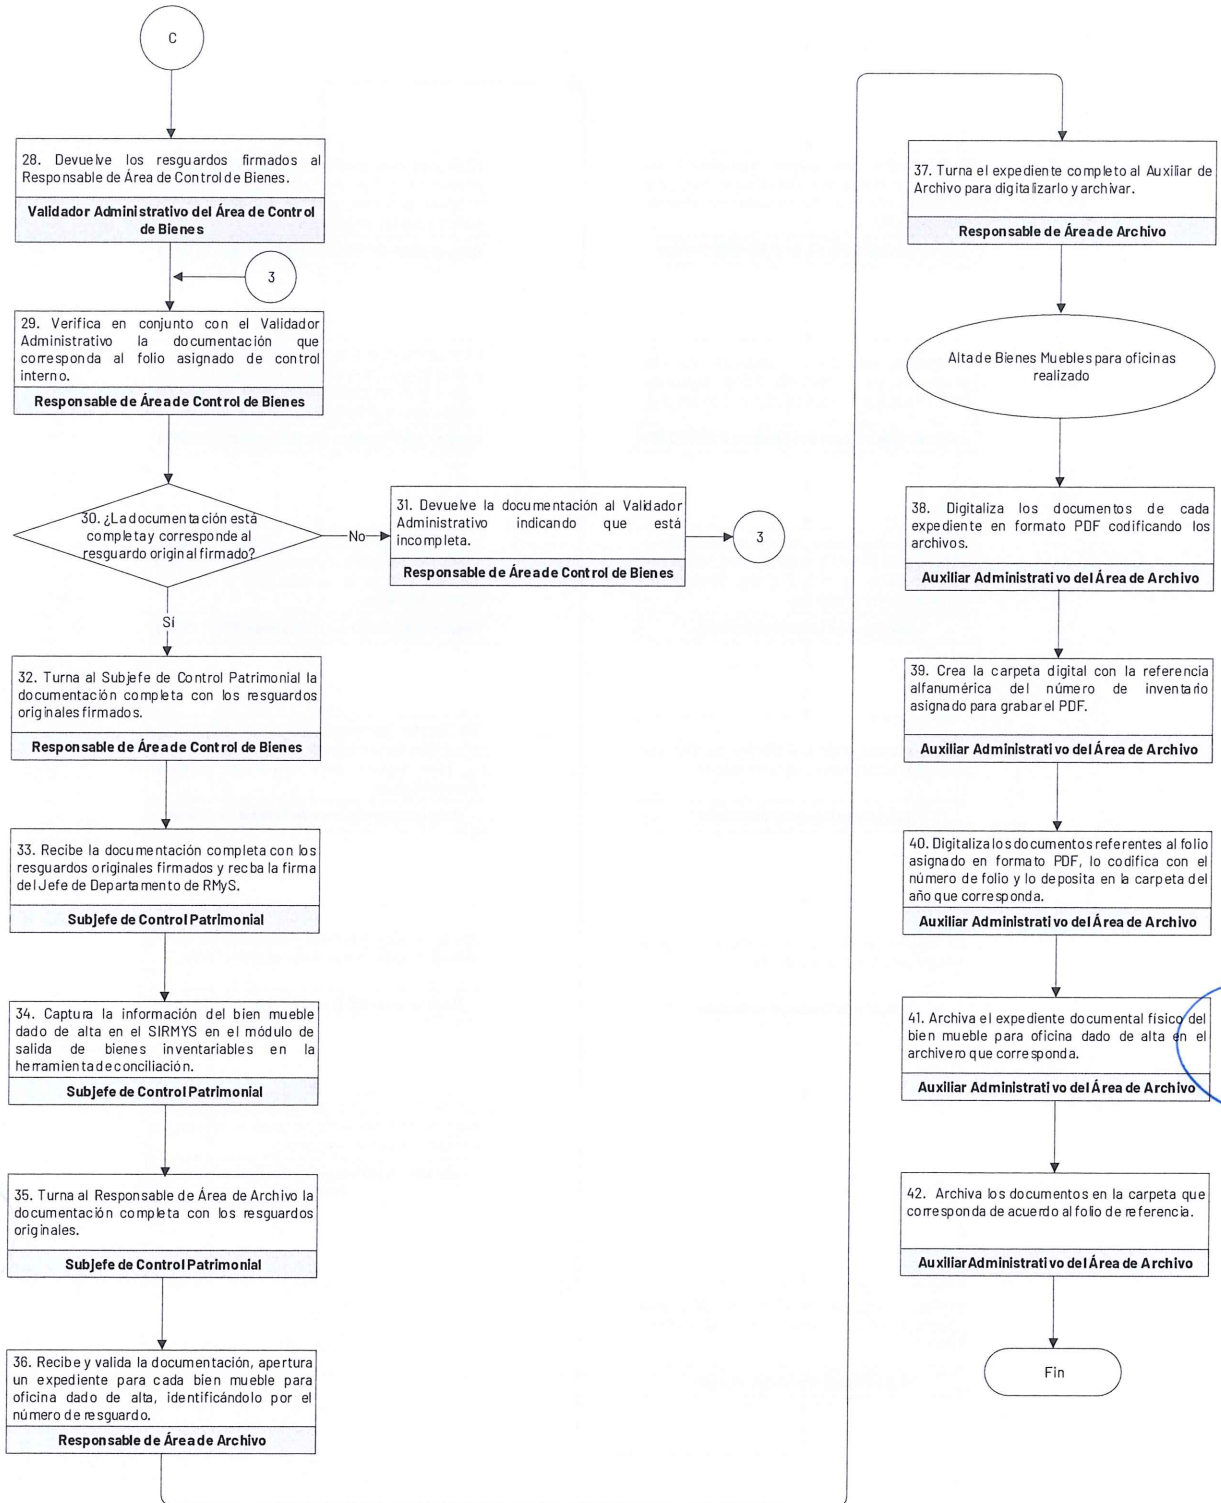 C
28. Devuelve los resguardos firmados al
Responsable de Área de Control de Bienes.
Validador Administrativo del Área de Control
de Bienes
3
29. Verifica en conjunto con el Validador
Administrativo la documentación que
corresponda al folio asignado de control
interno.
Responsable de Área de Control de Bienes
30. ¿La documentación está
completa y corresponde al
resguardo original firmado?
No
31. Devuelve la documentación al Validador
Administrativo indicando que está
incompleta.
Responsable de Área de Control de Bienes
3
Sí
32. Turna al Subjefe de Control Patrimonial la
documentación completa con los resguardos
originales firmados.
Responsable de Área de Control de Bienes
33. Recibe la documentación completa con los
resguardos originales firmados y recba la firma
del Jefe de Departamento de RMyS.
Subjefe de Control Patrimonial
34. Captura la información del bien mueble
dado de alta en el SIRMYS en el módulo de
salida de bienes inventariables en la
herramienta de conciliación.
Subjefe de Control Patrimonial
35. Turna al Responsable de Área de Archivo la
documentación completa con los resguardos
originales.
Subjefe de Control Patrimonial
36. Recibe y valida la documentación, apertura
un expediente para cada bien mueble para
oficina dado de alta, identificándolo por el
número de resguardo.
Responsable de Área de Archivo
37. Turna el expediente completo al Auxiliar de
Archivo para digitalizarlo y archivar.
Responsable de Área de Archivo
Alta de Bienes Muebles para oficinas
realizado
38. Digitaliza los documentos de cada
expediente en formato PDF codificando los
archivos.
Auxiliar Administrativo del Área de Archivo
39. Crea la carpeta digital con la referencia
alfanumérica del número de inventario
asignado para grabar el PDF.
Auxiliar Administrativo del Área de Archivo
40. Digitaliza los documentos referentes al folio
asignado en formato PDF, lo codifica con el
número de folio y lo deposita en la carpeta del
año que corresponda.
Auxiliar Administrativo del Área de Archivo
41. Archiva el expediente documental físico del
bien mueble para oficina dado de alta en el
archivero que corresponda.
Auxiliar Administrativo del Área de Archivo
42. Archiva los documentos en la carpeta que
corresponda de acuerdo al folio de referencia.
Auxiliar Administrativo del Área de Archivo
Fin